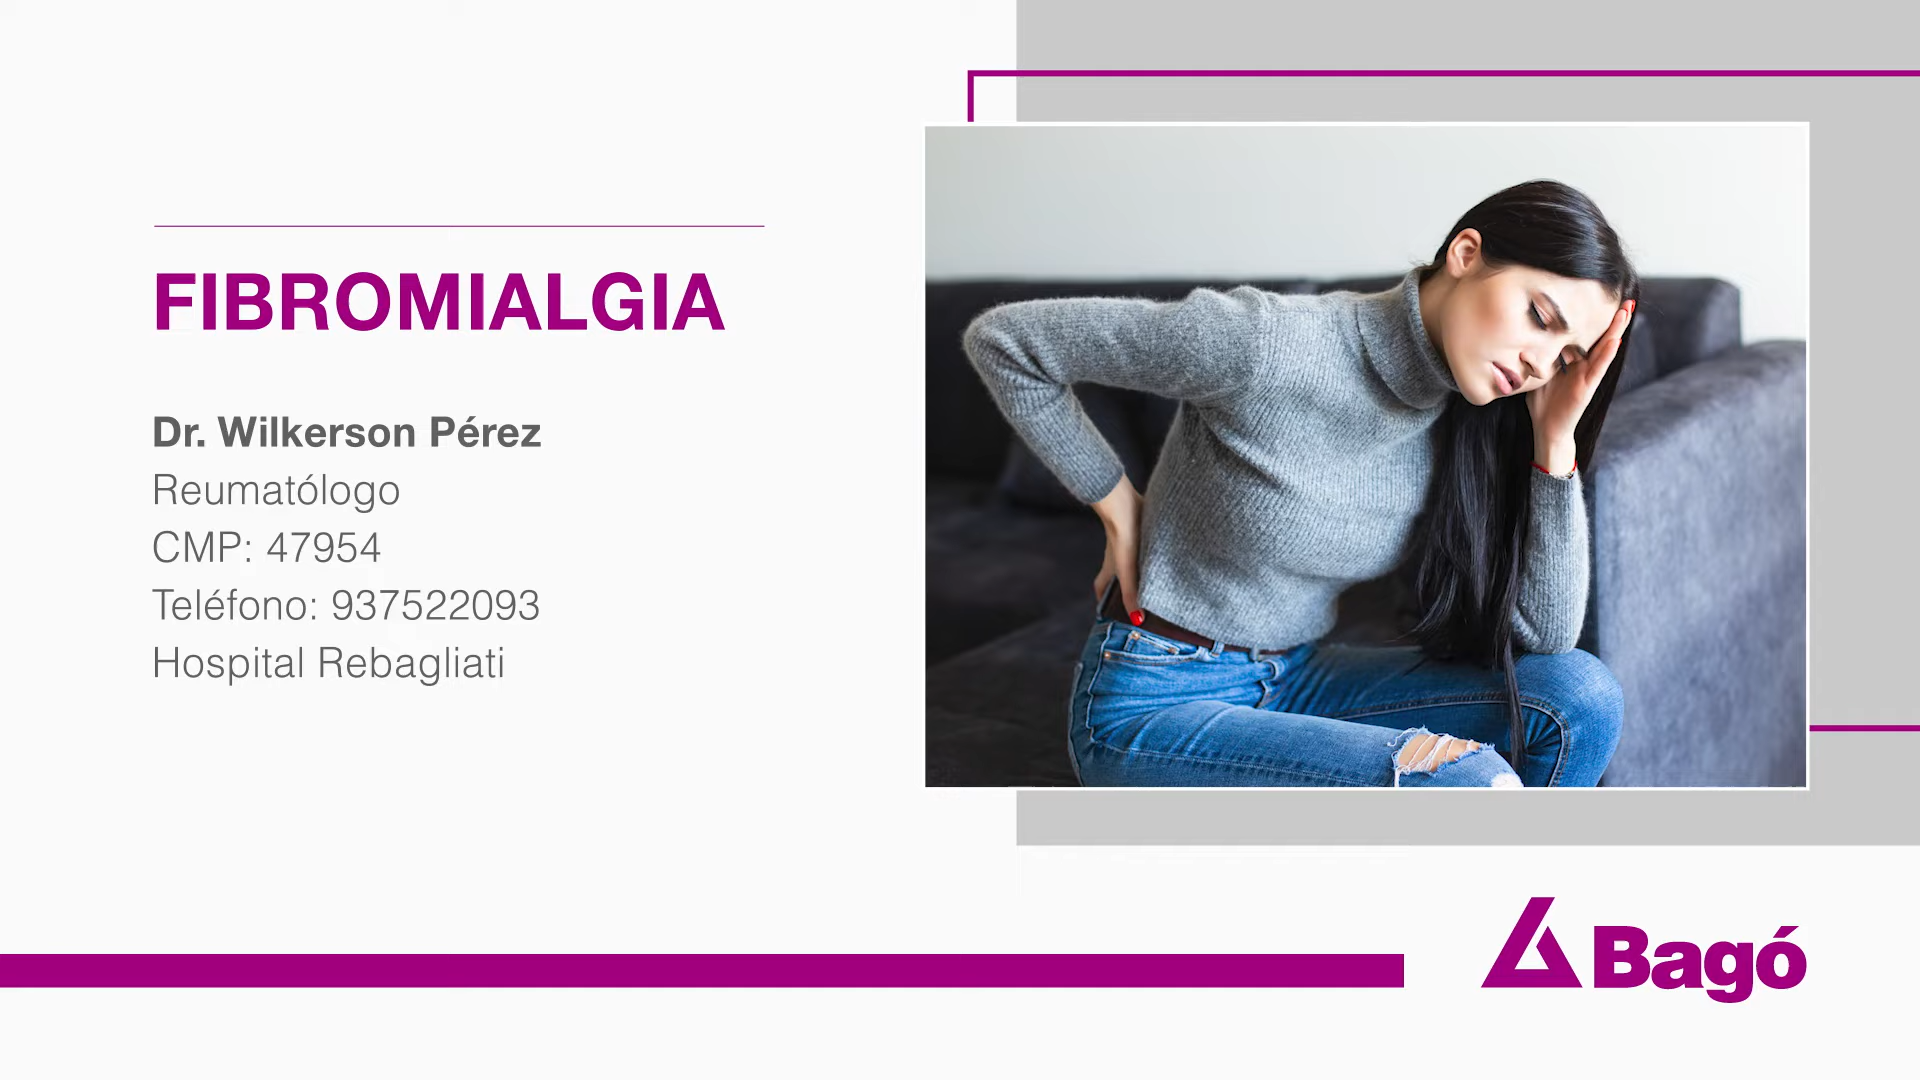 FIBROMIALGIA
Dr. Wilkerson Pérez
Reumatólogo
CMP: 47954
Teléfono: 937522093
Hospital Rebagliati
Bagó